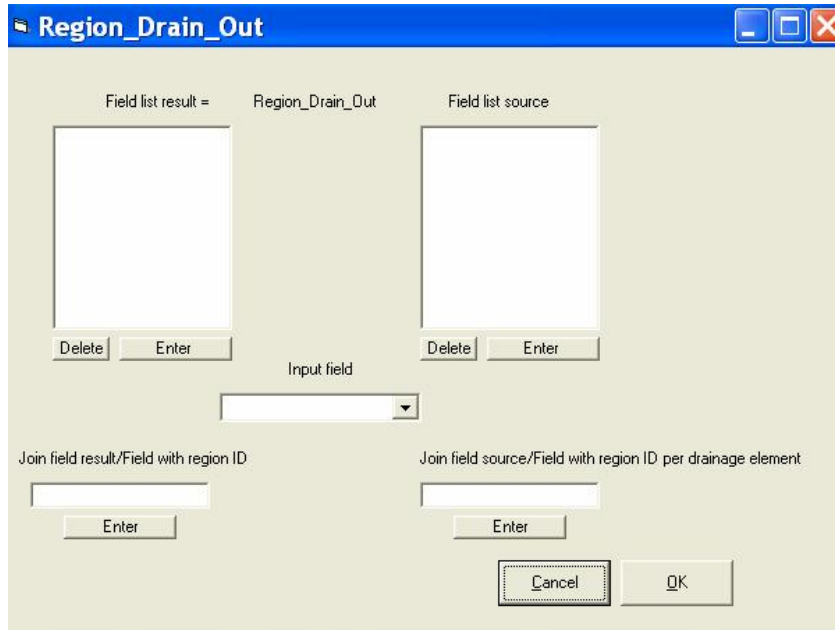 Region_Drain_Out
Field list result = Region_Drain_Out Field list source
Delete Enter Delete Enter
Input field
Join field result/Field with region ID Join field source/Field with region ID per drainage element
Enter Enter
Cancel OK